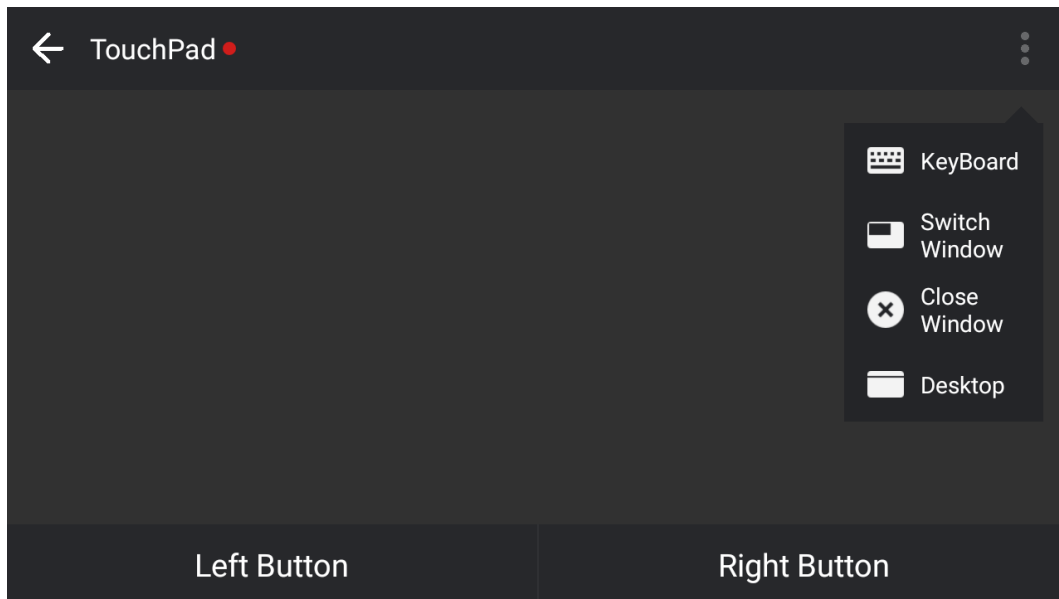 TouchPad
KeyBoard
Switch
Window
Close
Window
Desktop
Left Button
Right Button